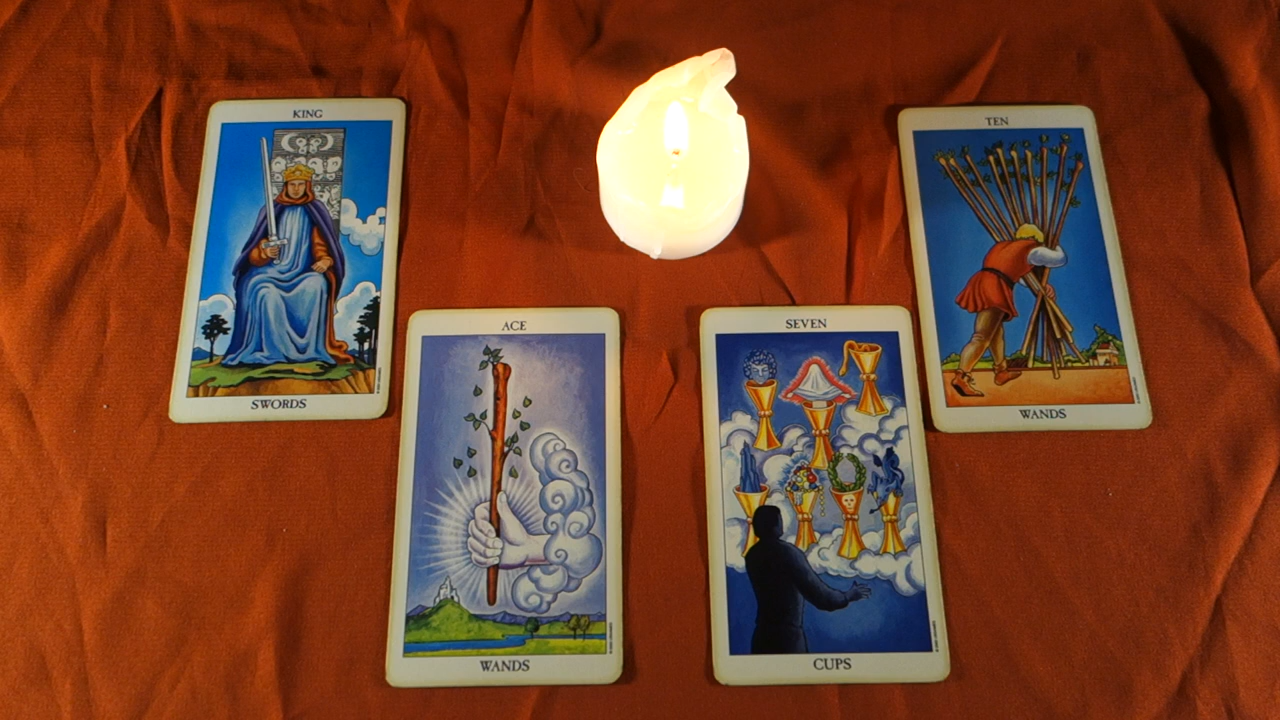 KING
SWORDS
ACE
WANDS
SEVEN
CUPS
TEN
WANDS